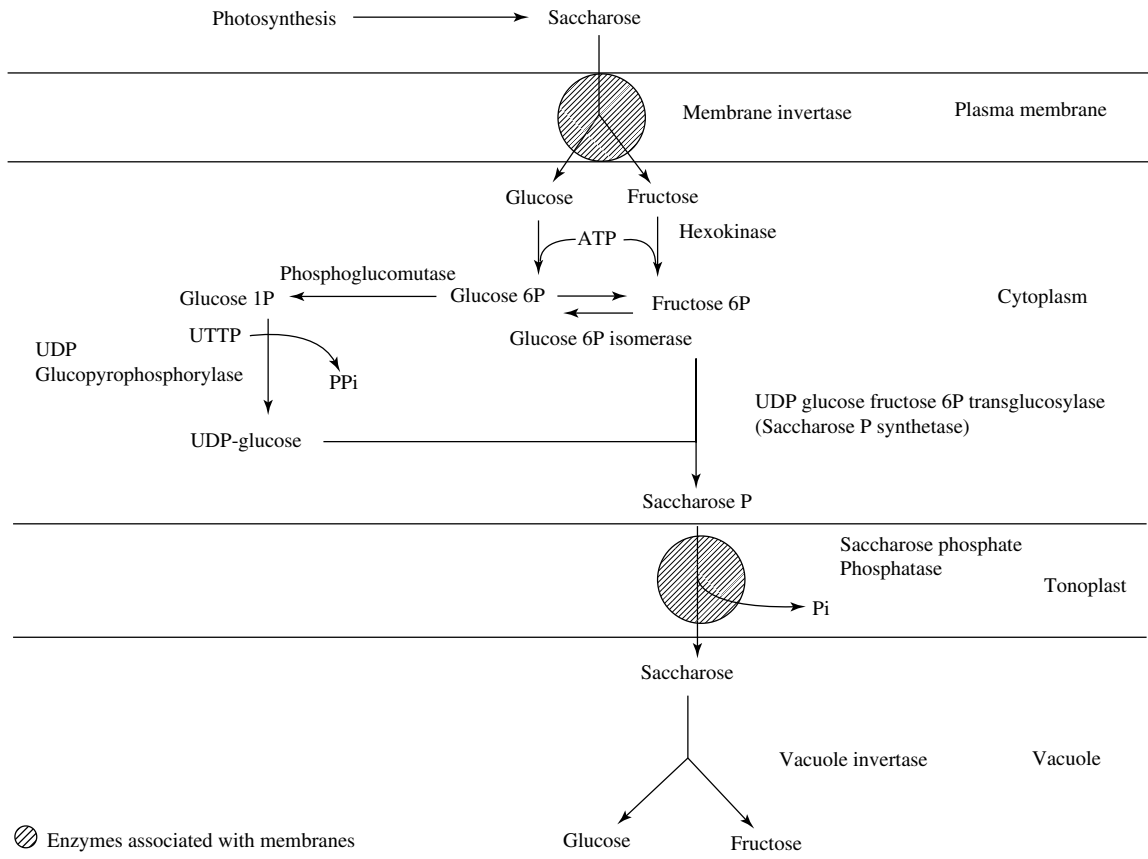 Photosynthesis
Saccharose
Membrane invertase
Plasma membrane
Glucose
Fructose
ATP
Hexokinase
Phosphoglucomutase
Glucose 1P
Glucose 6P
Fructose 6P
Cytoplasm
UTTP
Glucose 6P isomerase
UDP
Glucopyrophosphorylase
PPi
UDP glucose fructose 6P transglucosylase
(Saccharose P synthetase)
UDP-glucose
Saccharose P
Saccharose phosphate
Phosphatase
Tonoplast
Pi
Saccharose
Vacuole invertase
Vacuole
Glucose
Fructose
Enzymes associated with membranes